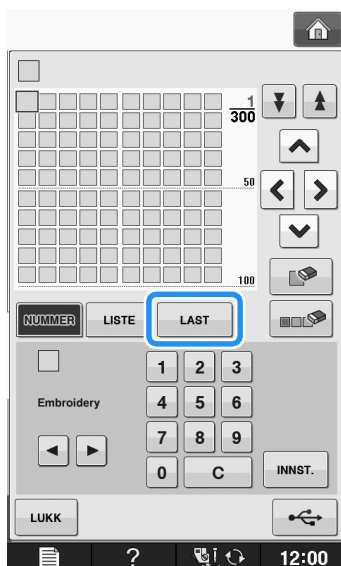 1
300
50
100
NUMMER LISTE LAST
1 2 3
Embroidery 4 5 6
7 8 9
0 C INNST.
LUKK
? 12:00